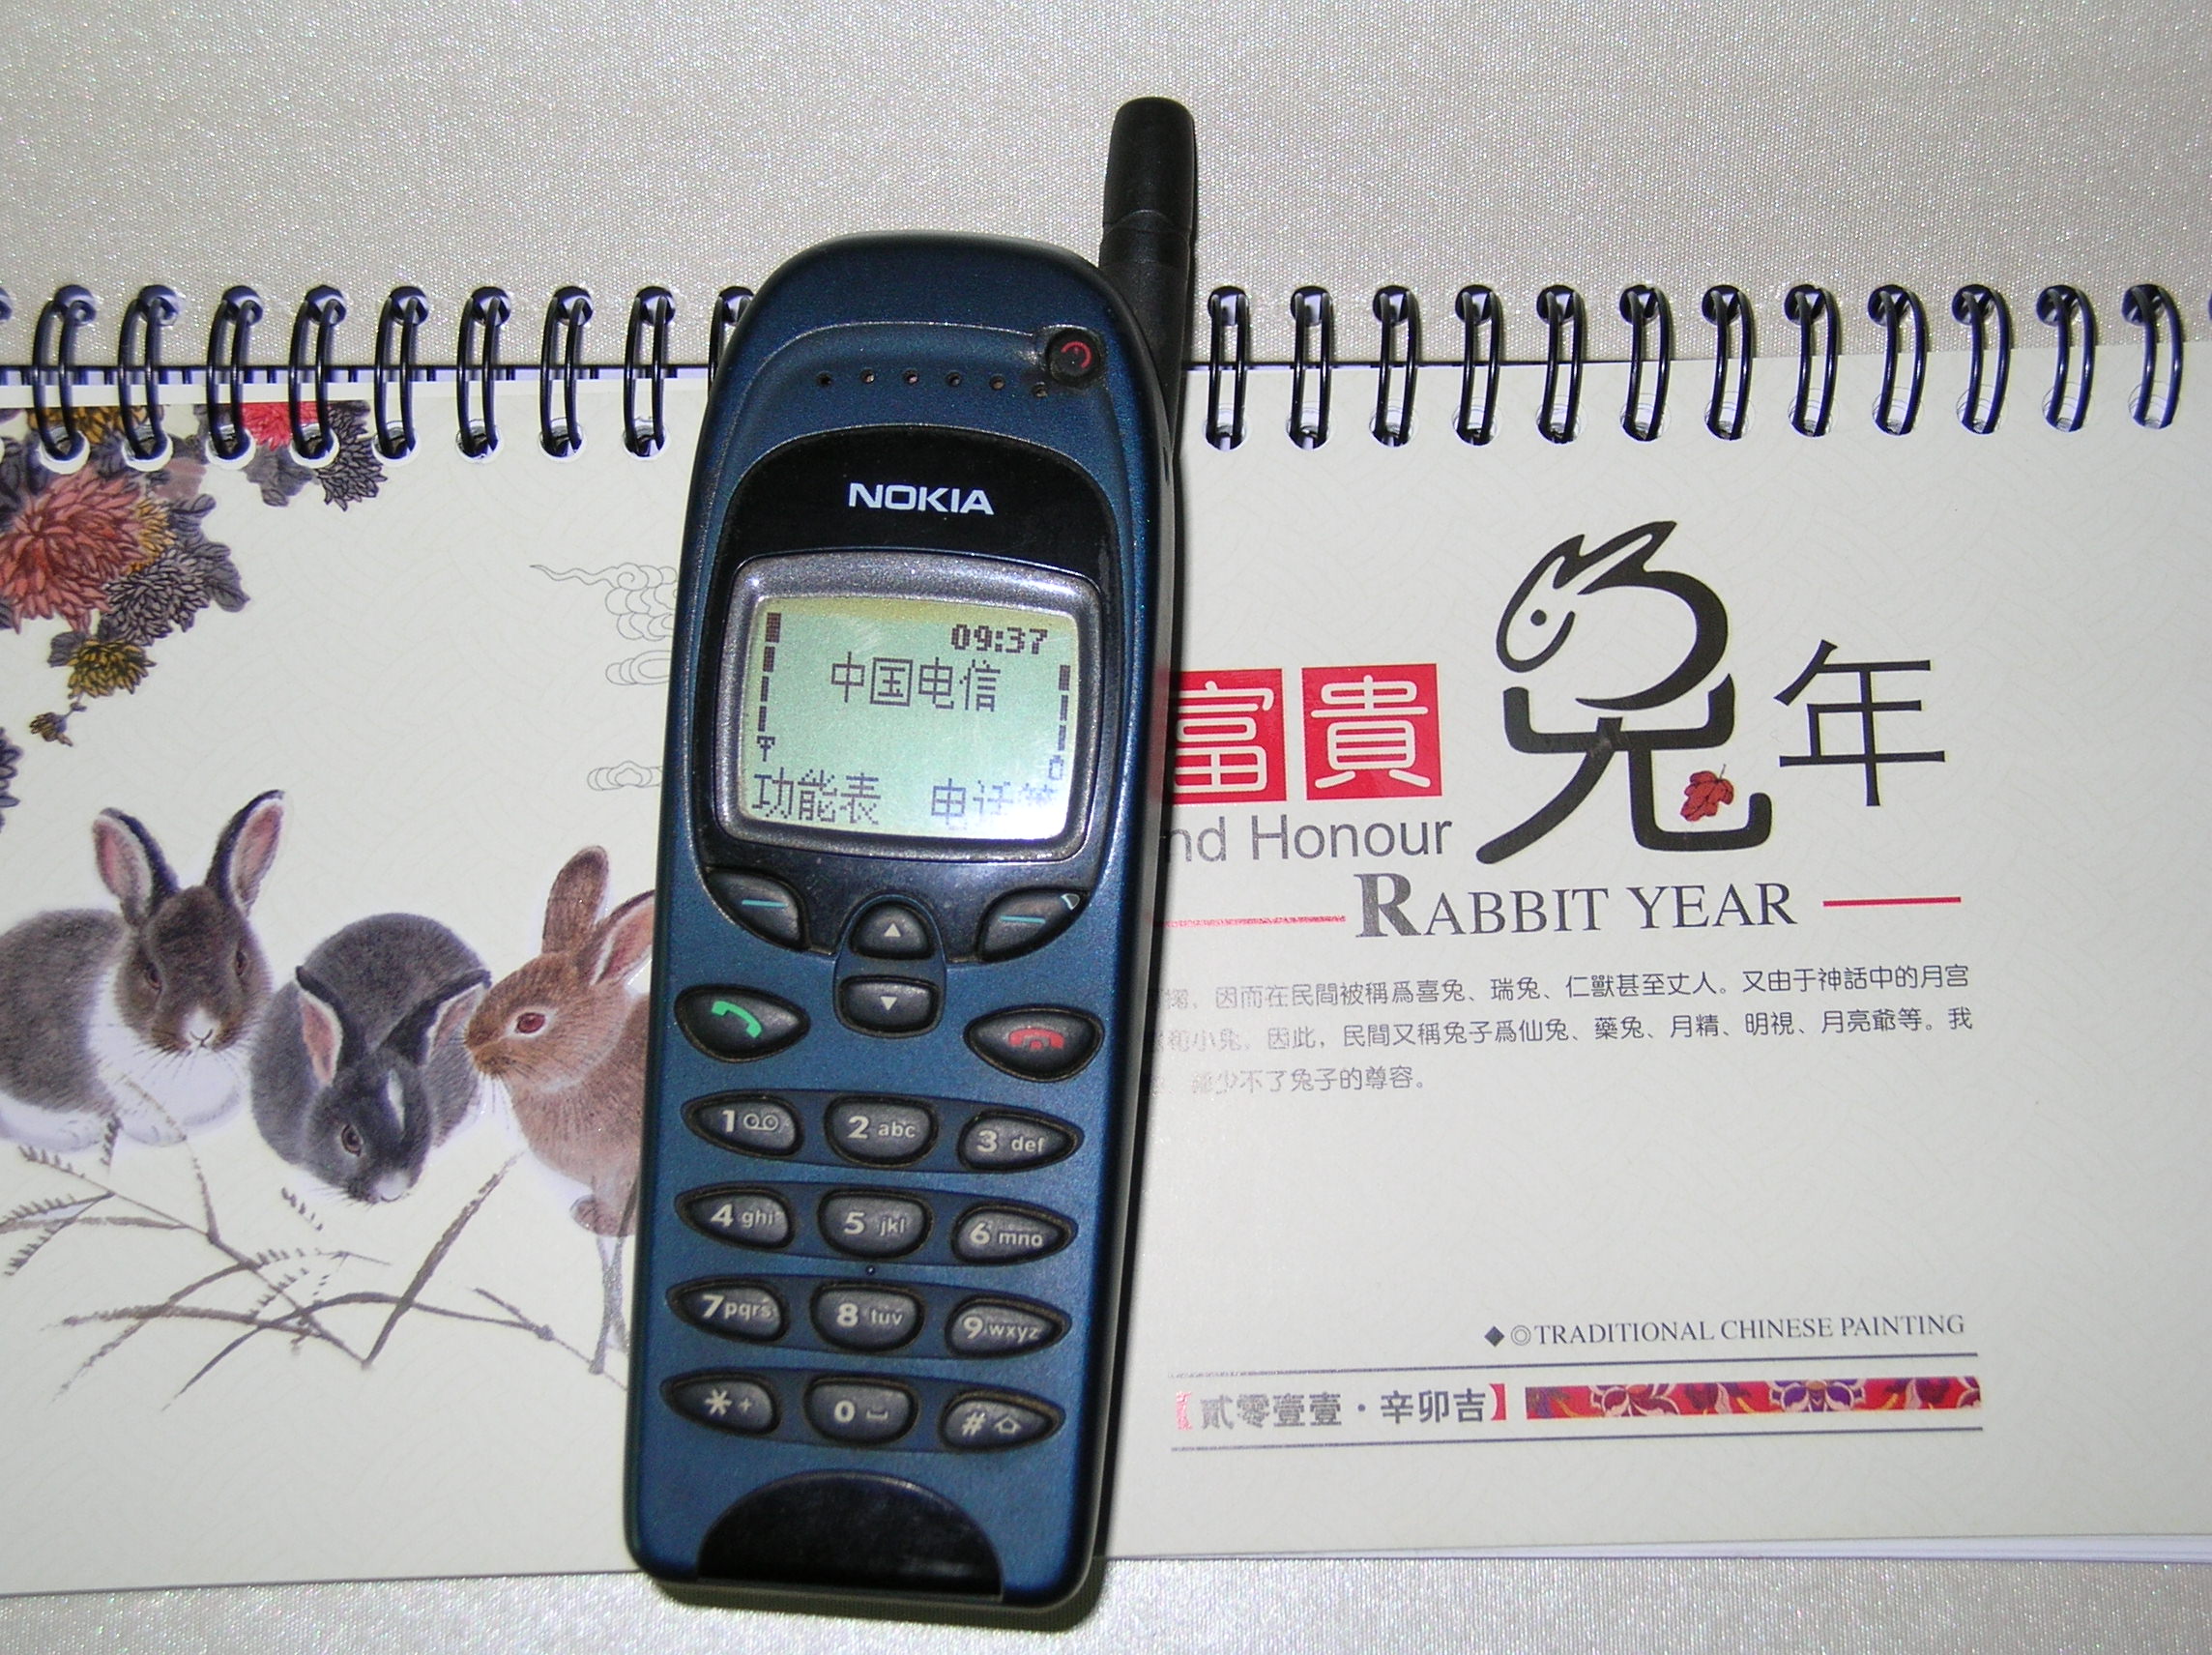 NOKIA
09:37
中国电信
功能表 电话
1
2 abc
3 def
4 ghi
5 jkl
6 mno
7 pqrs
8 tuv
9 wxyz
* +
0
#
富貴
兔年
nd Honour
RABBIT YEAR
因而在民間被稱爲喜兔、瑞兔、仁獸甚至丈人。又由于神話中的月宫
小兔，因此，民間又稱兔子爲仙兔、藥兔、月精、明視、月亮爺等。我
少不了兔子的尊容。
◆◎TRADITIONAL CHINESE PAINTING
【貳零壹壹·辛卯吉】